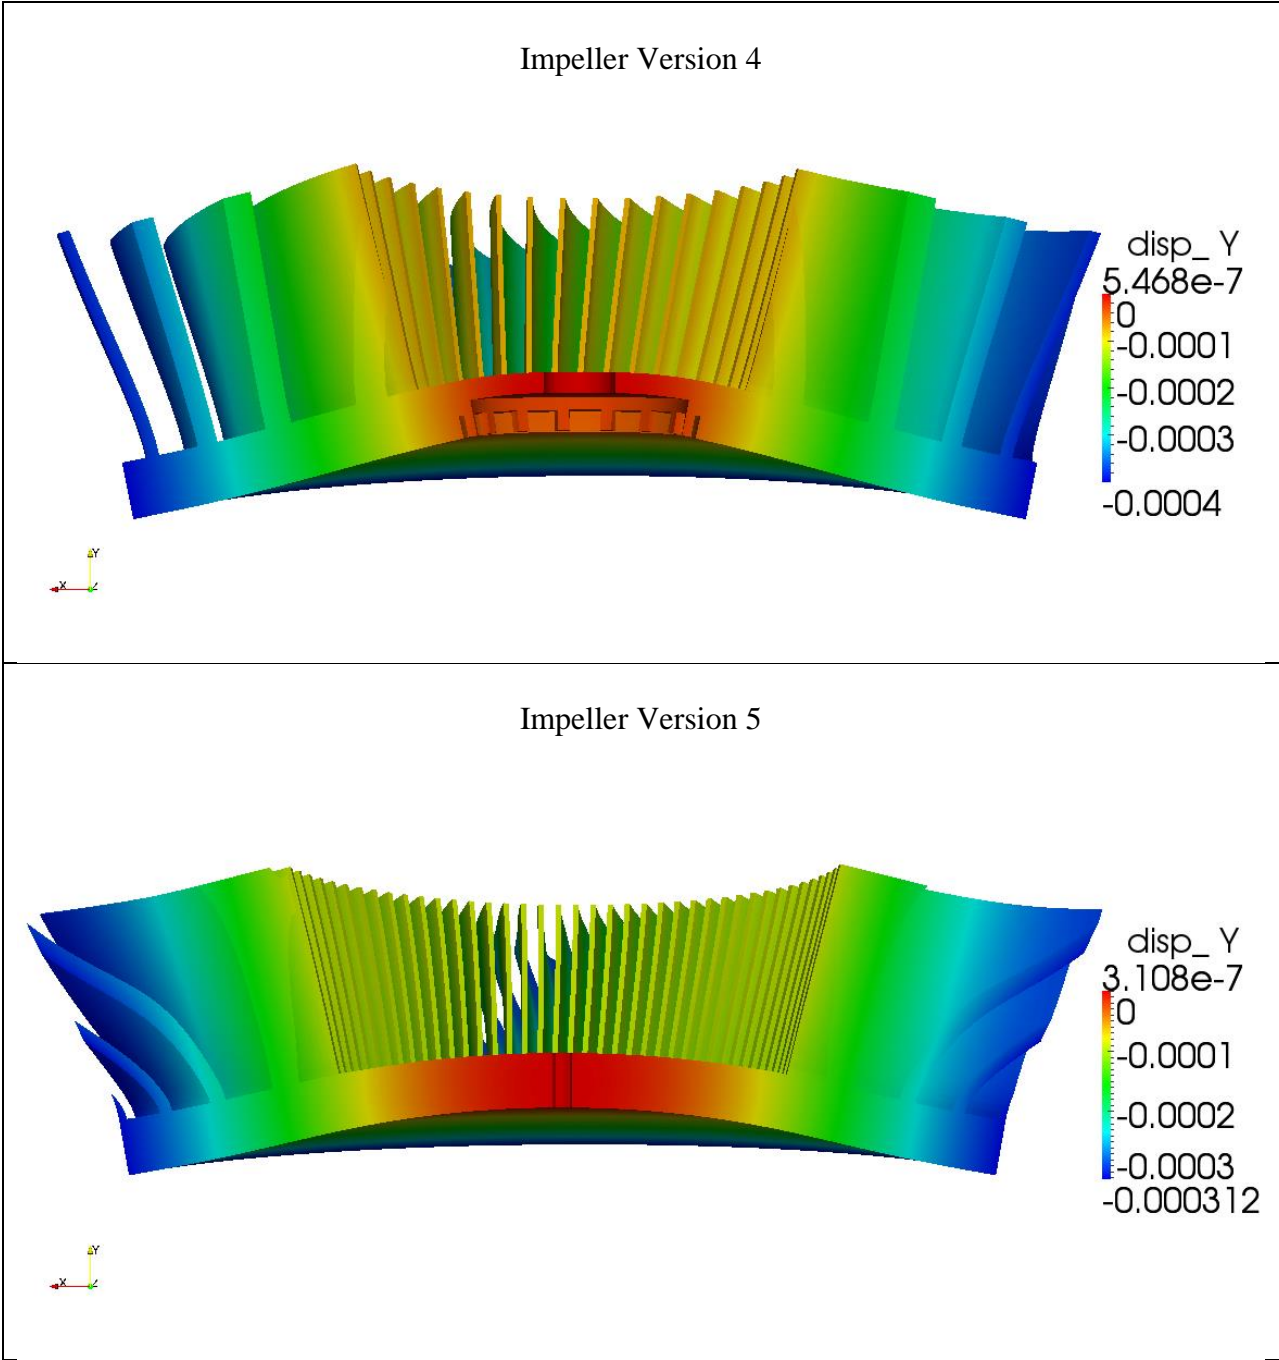 Impeller Version 4
disp_ Y
5.468e-7
0
-0.0001
-0.0002
-0.0003
-0.0004
Y
X
Z
Impeller Version 5
disp_ Y
3.108e-7
0
-0.0001
-0.0002
-0.0003
-0.000312
Y
X
Z